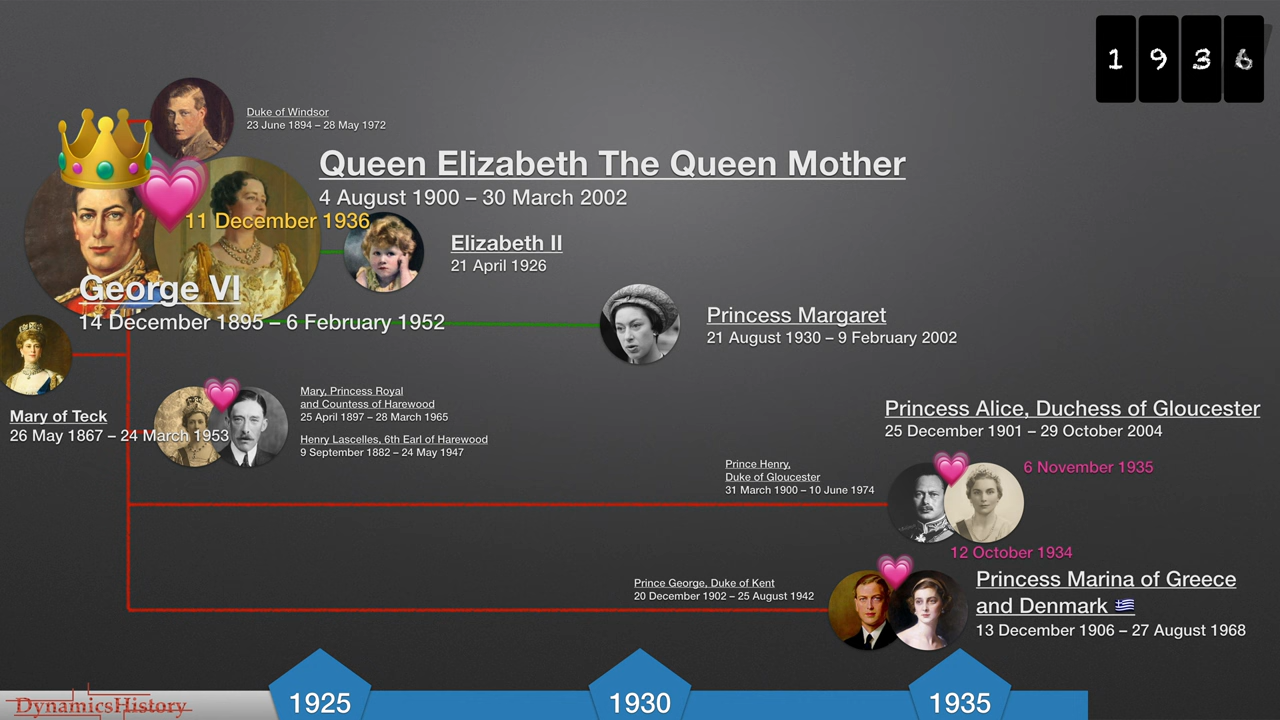 1 9 3 6
Duke of Windsor
23 June 1894 – 28 May 1972
Queen Elizabeth The Queen Mother
4 August 1900 – 30 March 2002
11 December 1936
Elizabeth II
21 April 1926
George VI
14 December 1895 – 6 February 1952
Princess Margaret
21 August 1930 – 9 February 2002
Mary of Teck
26 May 1867 – 24 March 1953
Mary, Princess Royal
and Countess of Harewood
25 April 1897 – 28 March 1965
Henry Lascelles, 6th Earl of Harewood
9 September 1882 – 24 May 1947
Princess Alice, Duchess of Gloucester
25 December 1901 – 29 October 2004
Prince Henry,
Duke of Gloucester
31 March 1900 – 10 June 1974
6 November 1935
12 October 1934
Prince George, Duke of Kent
20 December 1902 – 25 August 1942
Princess Marina of Greece
and Denmark 🇬🇷
13 December 1906 – 27 August 1968
DynamicsHistory
1925
1930
1935